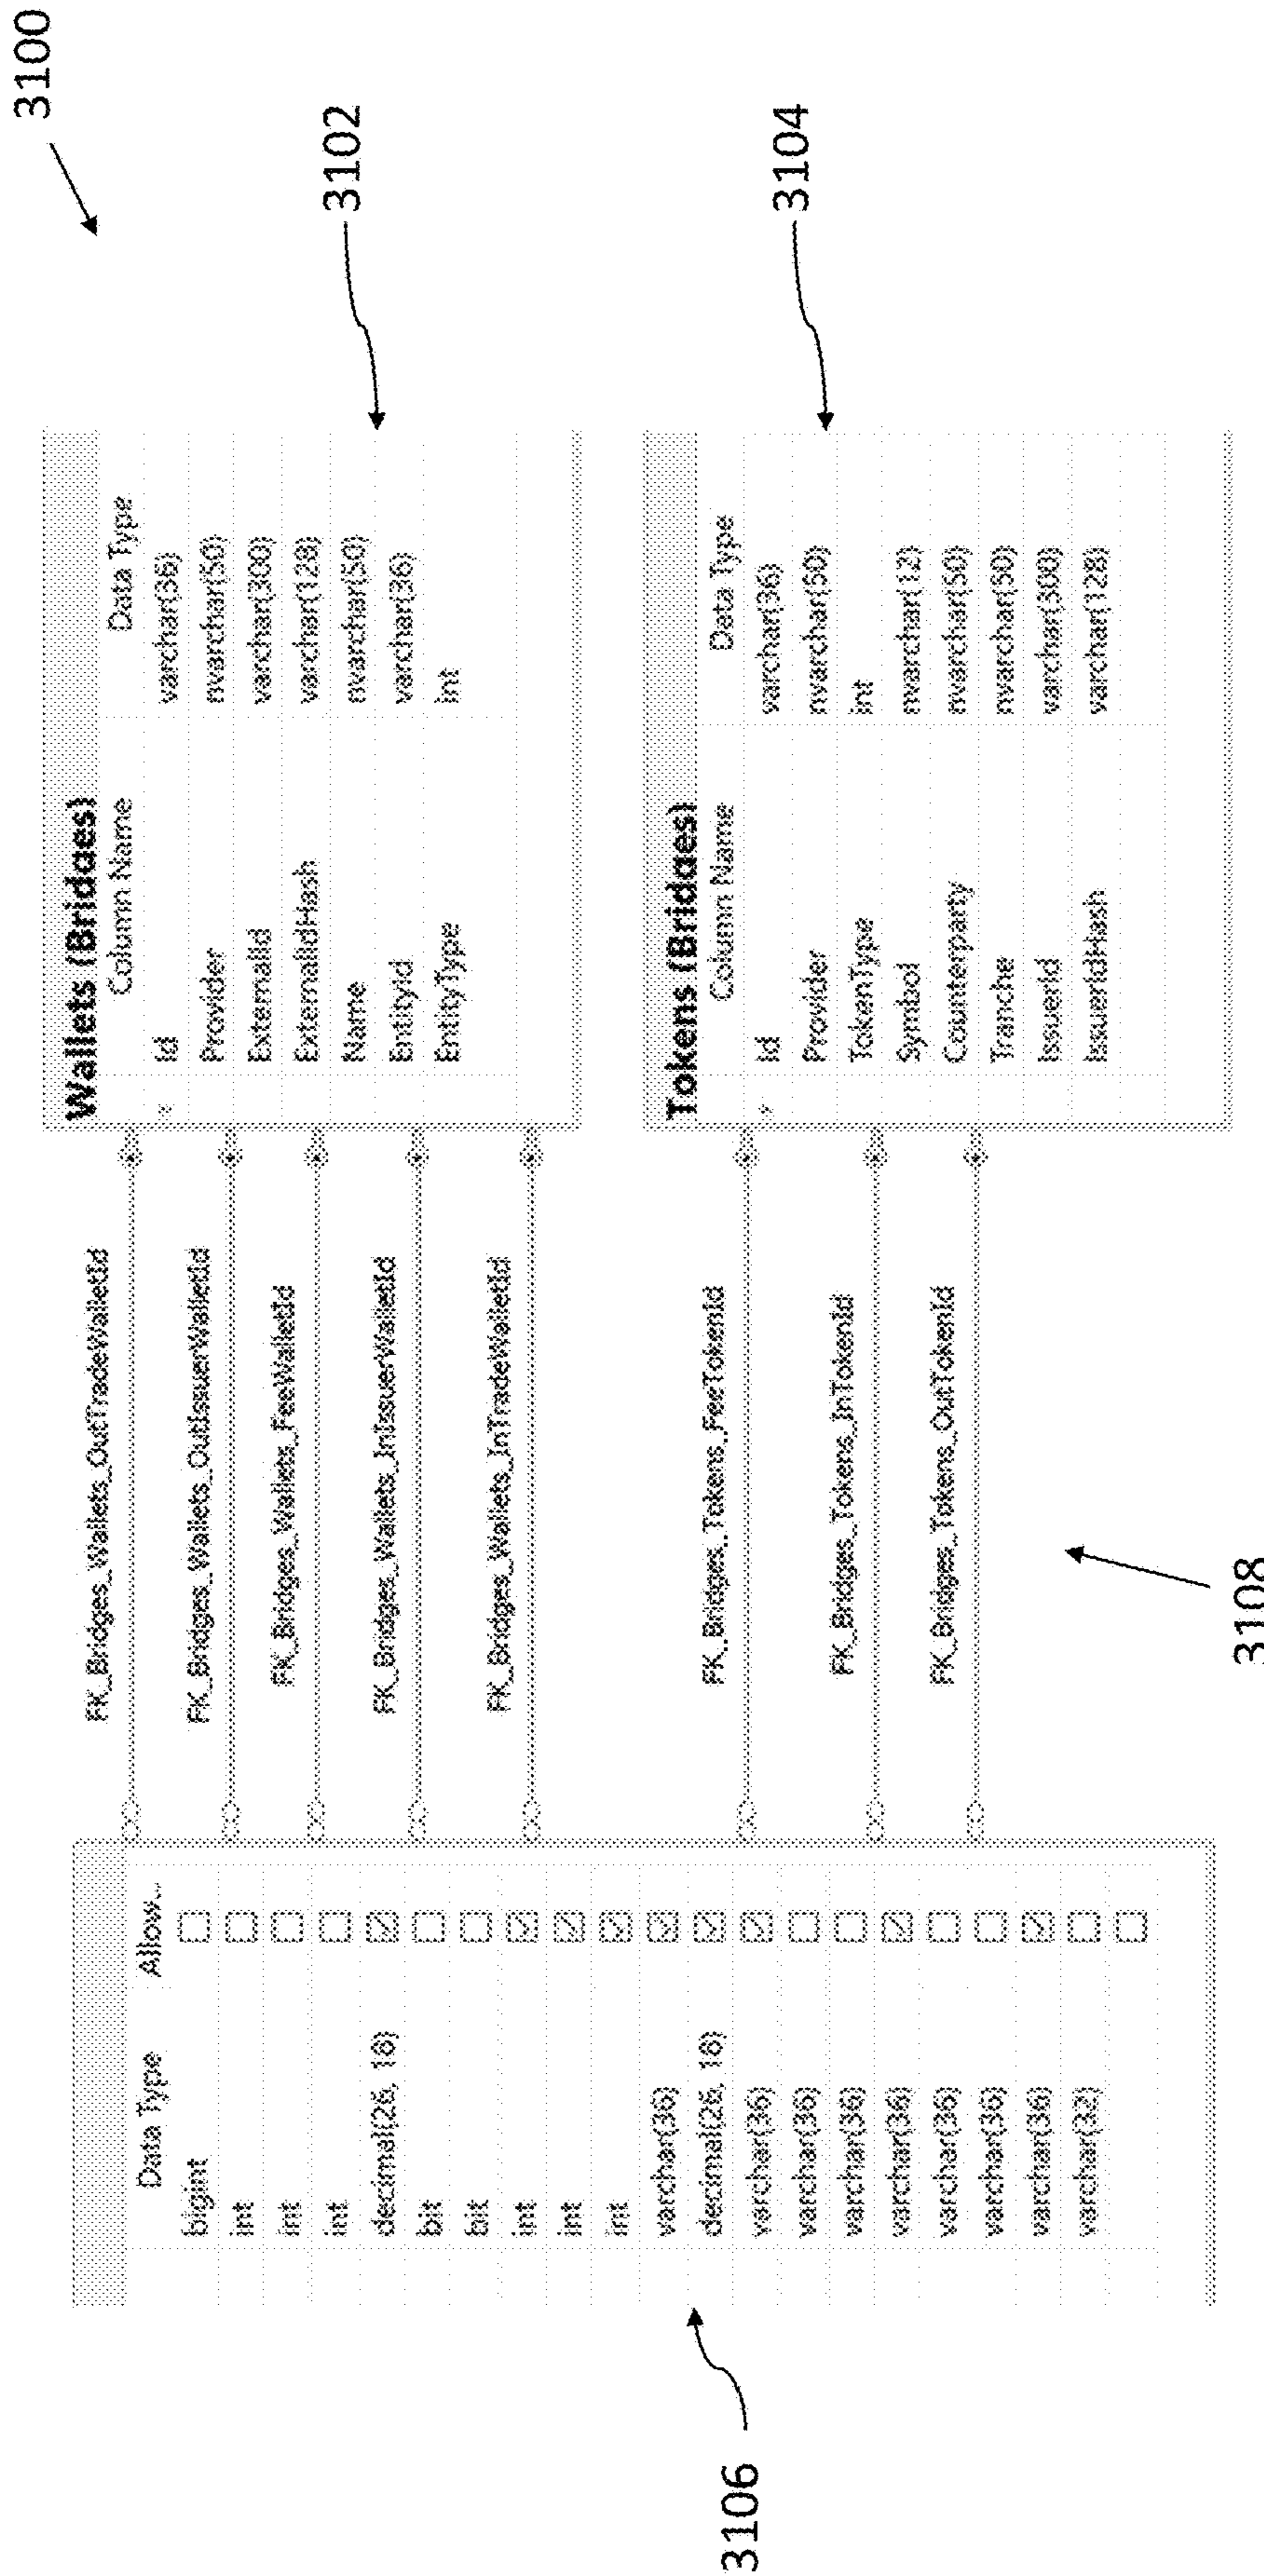 3100
Data Type Allow...
bigint
int
int
int
decimal(26, 18)
bit
bit
int
int
int
varchar(36)
decimal(26, 18)
varchar(36)
varchar(36)
varchar(36)
varchar(36)
varchar(36)
varchar(36)
varchar(36)
varchar(32)
3106
FK_Bridges_Wallets_OutTradeWalletId
FK_Bridges_Wallets_OutIssuerWalletId
FK_Bridges_Wallets_FeeWalletId
FK_Bridges_Wallets_InIssuerWalletId
FK_Bridges_Wallets_InTradeWalletId
FK_Bridges_Tokens_FeeTokenId
FK_Bridges_Tokens_InTokenId
FK_Bridges_Tokens_OutTokenId
3108
Wallets (Bridges)
Column Name Data Type
Id varchar(36)
Provider nvarchar(50)
ExternalId varchar(300)
ExternalIdHash varchar(128)
Name nvarchar(50)
EntityId varchar(36)
EntityType int
3102
Tokens (Bridges)
Column Name Data Type
Id varchar(36)
Provider nvarchar(50)
TokenType int
Symbol nvarchar(12)
Counterparty nvarchar(50)
Tranche nvarchar(50)
IssuerId varchar(300)
IssuerIdHash varchar(128)
3104